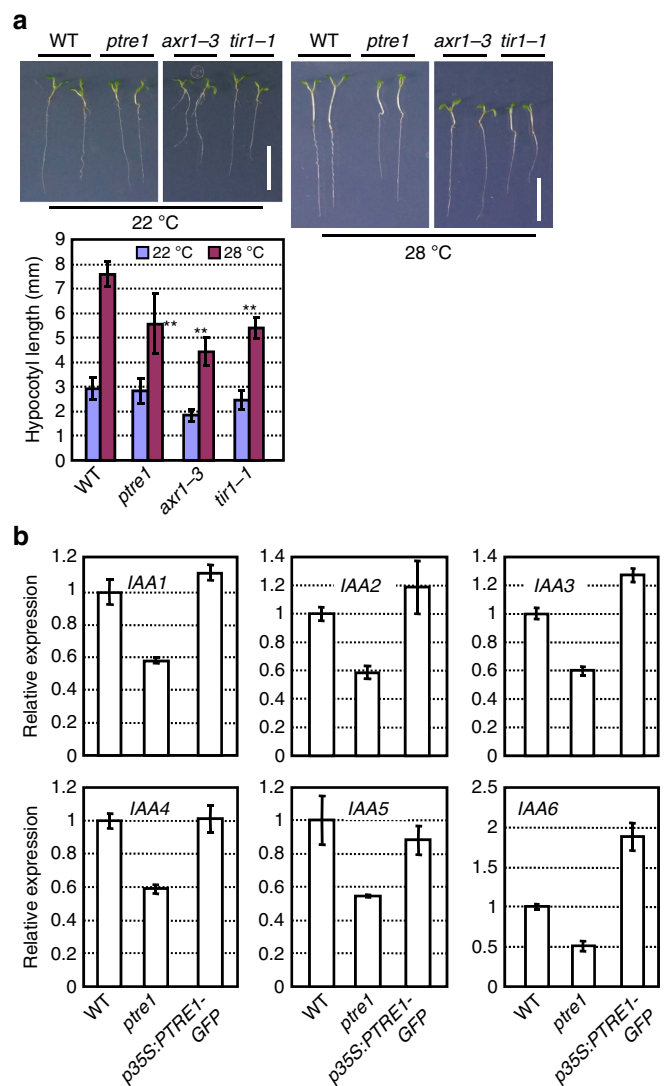 a
WT ptre1 axr1–3 tir1–1 WT ptre1 axr1–3 tir1–1
22 °C
28 °C
9
8
7
6
5
4
3
2
1
0
Hypocotyl length (mm)
22 °C 28 °C
**
**
**
WT ptre1 axr1–3 tir1–1
b
Relative expression
1.2
1
0.8
0.6
0.4
0.2
0
IAA1
1.4
1.2
1
0.8
0.6
0.4
0.2
0
IAA2
1.4
1.2
1
0.8
0.6
0.4
0.2
0
IAA3
Relative expression
1.2
1
0.8
0.6
0.4
0.2
0
IAA4
1.2
1
0.8
0.6
0.4
0.2
0
IAA5
2.5
2
1.5
1
0.5
0
IAA6
WT
ptre1
p35S:PTRE1-
GFP
WT
ptre1
p35S:PTRE1-
GFP
WT
ptre1
p35S:PTRE1-
GFP